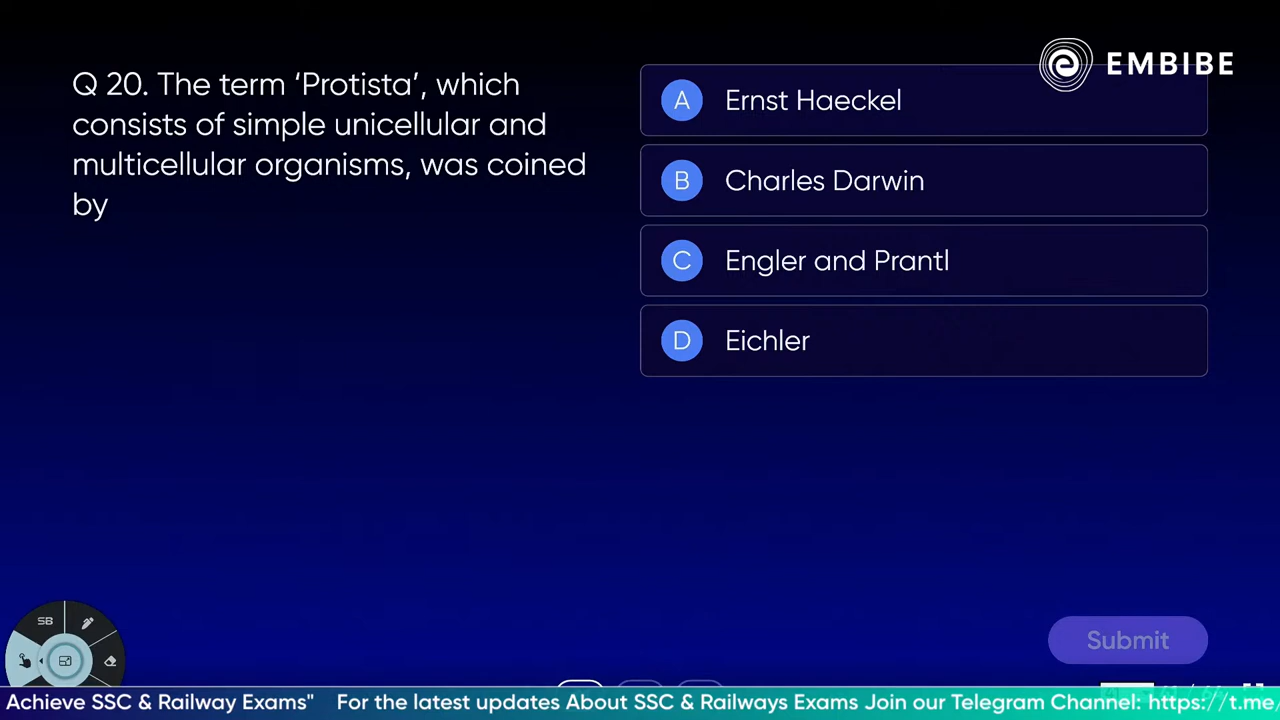 EMBIBE
Q 20. The term ‘Protista’, which
consists of simple unicellular and
multicellular organisms, was coined
by
A Ernst Haeckel
B Charles Darwin
C Engler and Prantl
D Eichler
SB
Submit
Achieve SSC & Railway Exams" For the latest updates About SSC & Railways Exams Join our Telegram Channel: https://t.me/